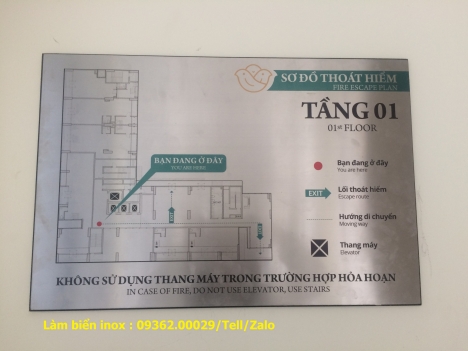 SƠ ĐỒ THOÁT HIỂM
FIRE ESCAPE PLAN
TẦNG 01
01st FLOOR
BẠN ĐANG Ở ĐÂY
YOU ARE HERE
Bạn đang ở đây
You are here
EXIT
Lối thoát hiểm
Escape route
Hướng di chuyển
Moving way
Thang máy
Elevator
EXIT
EXIT
KHÔNG SỬ DỤNG THANG MÁY TRONG TRƯỜNG HỢP HỎA HOẠN
IN CASE OF FIRE, DO NOT USE ELEVATOR, USE STAIRS
Làm biển inox : 09362.00029/Tell/Zalo